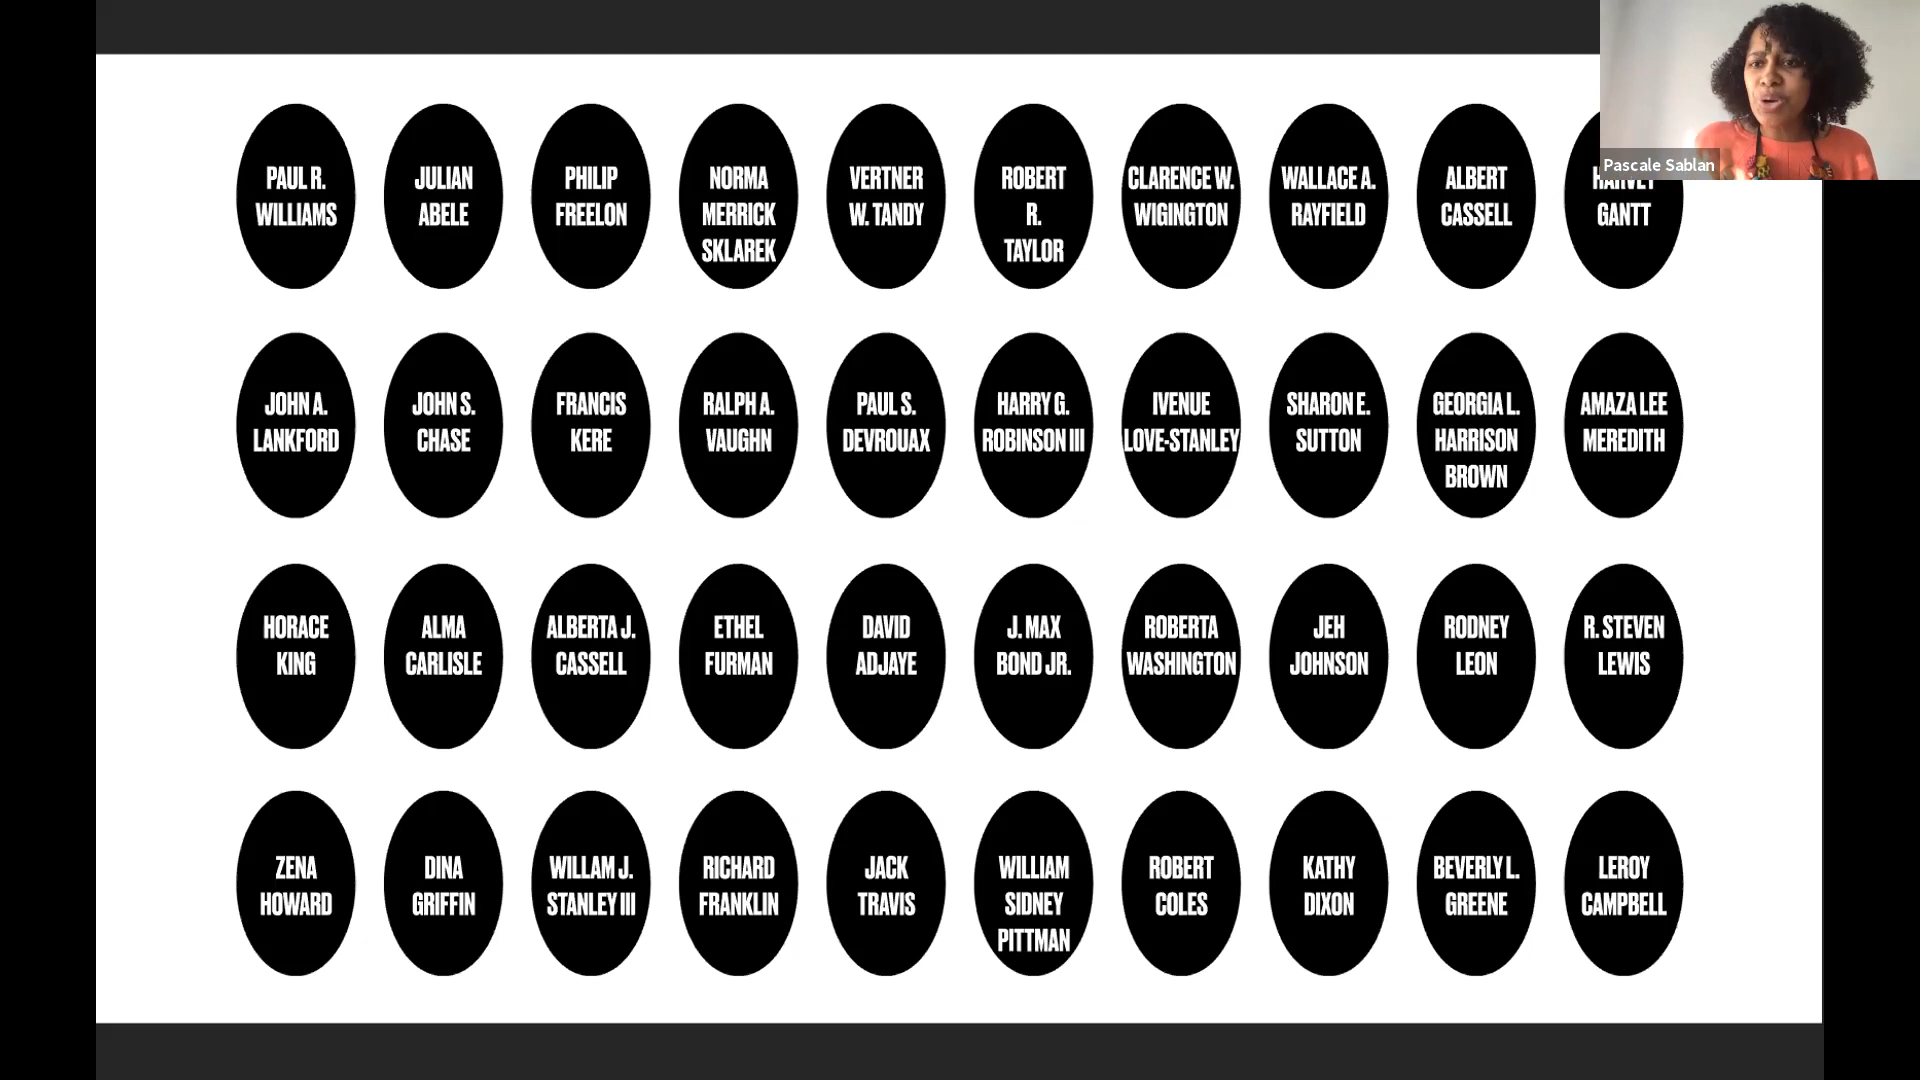 PAUL R.
WILLIAMS
JULIAN
ABELE
PHILIP
FREELON
NORMA
MERRICK
SKLAREK
VERTNER
W. TANDY
ROBERT
R.
TAYLOR
CLARENCE W.
WIGINGTON
WALLACE A.
RAYFIELD
ALBERT
CASSELL
HARVEY
GANTT
Pascale Sablan
JOHN A.
LANKFORD
JOHN S.
CHASE
FRANCIS
KERE
RALPH A.
VAUGHN
PAUL S.
DEVROUAX
HARRY G.
ROBINSON III
IVENUE
LOVE-STANLEY
SHARON E.
SUTTON
GEORGIA L.
HARRISON
BROWN
AMAZA LEE
MEREDITH
HORACE
KING
ALMA
CARLISLE
ALBERTA J.
CASSELL
ETHEL
FURMAN
DAVID
ADJAYE
J. MAX
BOND JR.
ROBERTA
WASHINGTON
JEH
JOHNSON
RODNEY
LEON
R. STEVEN
LEWIS
ZENA
HOWARD
DINA
GRIFFIN
WILLAM J.
STANLEY III
RICHARD
FRANKLIN
JACK
TRAVIS
WILLIAM
SIDNEY
PITTMAN
ROBERT
COLES
KATHY
DIXON
BEVERLY L.
GREENE
LEROY
CAMPBELL